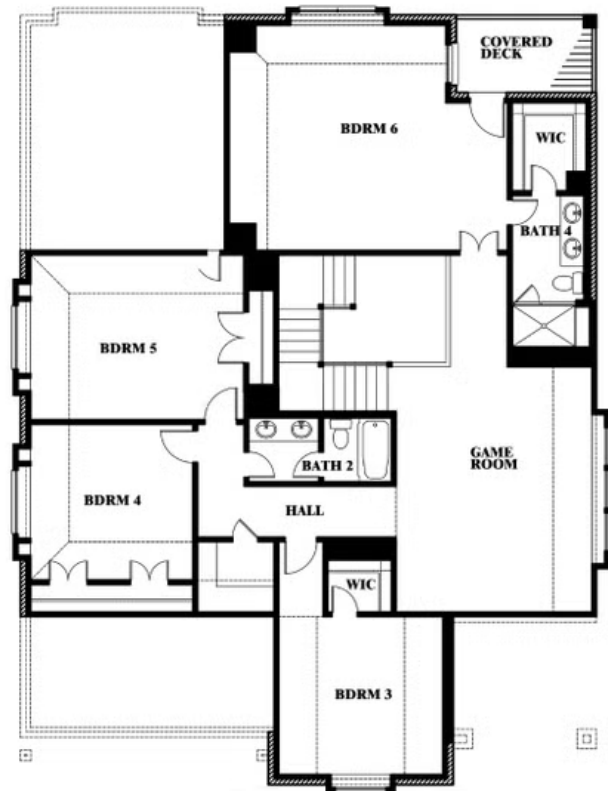 COVERED
DECK
BDRM 6
WIC
BATH 4
BDRM 5
GAME
ROOM
BATH 2
BDRM 4
HALL
WIC
BDRM 3